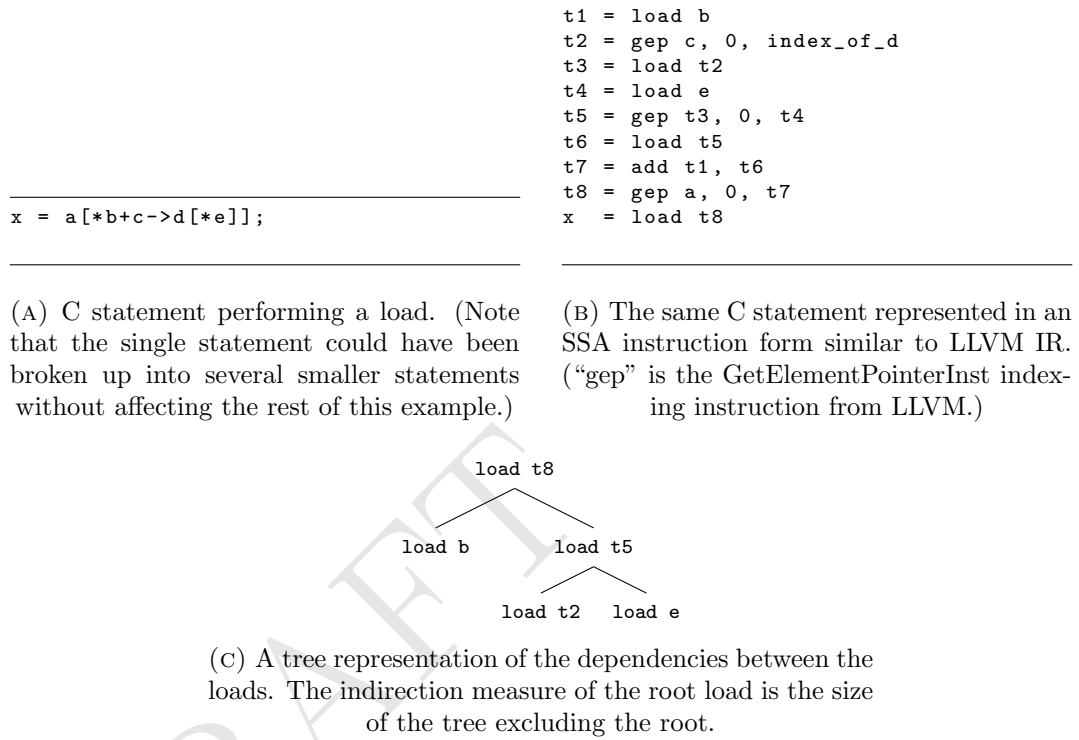 t1 = load b
t2 = gep c, 0, index_of_d
t3 = load t2
t4 = load e
t5 = gep t3, 0, t4
t6 = load t5
t7 = add t1, t6
t8 = gep a, 0, t7
x = load t8
x = a[*b+c->d[*e]];
(A) C statement performing a load. (Note
that the single statement could have been
broken up into several smaller statements
without affecting the rest of this example.)
(B) The same C statement represented in an
SSA instruction form similar to LLVM IR.
(“gep” is the GetElementPointerInst index-
ing instruction from LLVM.)
load t8
load b load t5
load t2 load e
(C) A tree representation of the dependencies between the
loads. The indirection measure of the root load is the size
of the tree excluding the root.